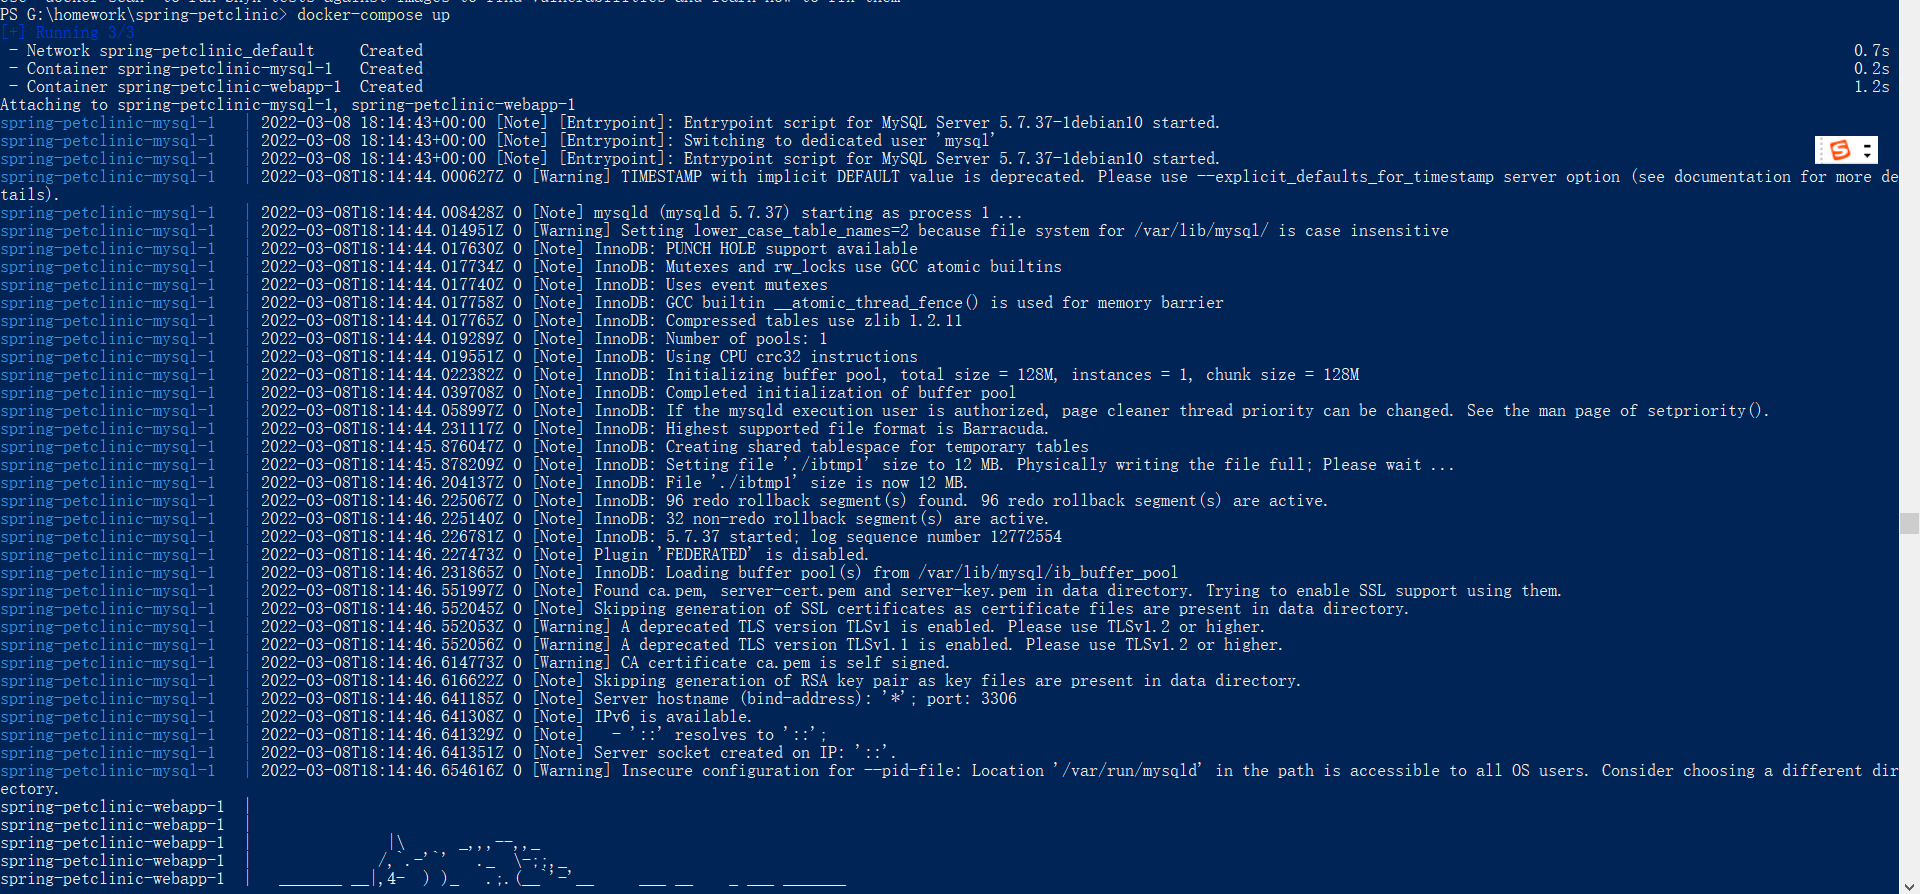 PS G:\homework\spring-petclinic> docker-compose up
[+] Running 3/3
 - Network spring-petclinic_default     Created     0.7s
 - Container spring-petclinic-mysql-1   Created     0.2s
 - Container spring-petclinic-webapp-1  Created     1.2s
Attaching to spring-petclinic-mysql-1, spring-petclinic-webapp-1
spring-petclinic-mysql-1   | 2022-03-08 18:14:43+00:00 [Note] [Entrypoint]: Entrypoint script for MySQL Server 5.7.37-1debian10 started.
spring-petclinic-mysql-1   | 2022-03-08 18:14:43+00:00 [Note] [Entrypoint]: Switching to dedicated user 'mysql'
spring-petclinic-mysql-1   | 2022-03-08 18:14:43+00:00 [Note] [Entrypoint]: Entrypoint script for MySQL Server 5.7.37-1debian10 started.
spring-petclinic-mysql-1   | 2022-03-08T18:14:44.000627Z 0 [Warning] TIMESTAMP with implicit DEFAULT value is deprecated. Please use --explicit_defaults_for_timestamp server option (see documentation for more de
tails).
spring-petclinic-mysql-1   | 2022-03-08T18:14:44.008428Z 0 [Note] mysqld (mysqld 5.7.37) starting as process 1 ...
spring-petclinic-mysql-1   | 2022-03-08T18:14:44.014951Z 0 [Warning] Setting lower_case_table_names=2 because file system for /var/lib/mysql/ is case insensitive
spring-petclinic-mysql-1   | 2022-03-08T18:14:44.017630Z 0 [Note] InnoDB: PUNCH HOLE support available
spring-petclinic-mysql-1   | 2022-03-08T18:14:44.017734Z 0 [Note] InnoDB: Mutexes and rw_locks use GCC atomic builtins
spring-petclinic-mysql-1   | 2022-03-08T18:14:44.017740Z 0 [Note] InnoDB: Uses event mutexes
spring-petclinic-mysql-1   | 2022-03-08T18:14:44.017758Z 0 [Note] InnoDB: GCC builtin __atomic_thread_fence() is used for memory barrier
spring-petclinic-mysql-1   | 2022-03-08T18:14:44.017765Z 0 [Note] InnoDB: Compressed tables use zlib 1.2.11
spring-petclinic-mysql-1   | 2022-03-08T18:14:44.019289Z 0 [Note] InnoDB: Number of pools: 1
spring-petclinic-mysql-1   | 2022-03-08T18:14:44.019551Z 0 [Note] InnoDB: Using CPU crc32 instructions
spring-petclinic-mysql-1   | 2022-03-08T18:14:44.022382Z 0 [Note] InnoDB: Initializing buffer pool, total size = 128M, instances = 1, chunk size = 128M
spring-petclinic-mysql-1   | 2022-03-08T18:14:44.039708Z 0 [Note] InnoDB: Completed initialization of buffer pool
spring-petclinic-mysql-1   | 2022-03-08T18:14:44.058997Z 0 [Note] InnoDB: If the mysqld execution user is authorized, page cleaner thread priority can be changed. See the man page of setpriority().
spring-petclinic-mysql-1   | 2022-03-08T18:14:44.231117Z 0 [Note] InnoDB: Highest supported file format is Barracuda.
spring-petclinic-mysql-1   | 2022-03-08T18:14:45.876047Z 0 [Note] InnoDB: Creating shared tablespace for temporary tables
spring-petclinic-mysql-1   | 2022-03-08T18:14:45.878209Z 0 [Note] InnoDB: Setting file './ibtmp1' size to 12 MB. Physically writing the file full; Please wait ...
spring-petclinic-mysql-1   | 2022-03-08T18:14:46.204137Z 0 [Note] InnoDB: File './ibtmp1' size is now 12 MB.
spring-petclinic-mysql-1   | 2022-03-08T18:14:46.225067Z 0 [Note] InnoDB: 96 redo rollback segment(s) found. 96 redo rollback segment(s) are active.
spring-petclinic-mysql-1   | 2022-03-08T18:14:46.225140Z 0 [Note] InnoDB: 32 non-redo rollback segment(s) are active.
spring-petclinic-mysql-1   | 2022-03-08T18:14:46.226781Z 0 [Note] InnoDB: 5.7.37 started; log sequence number 12772554
spring-petclinic-mysql-1   | 2022-03-08T18:14:46.227473Z 0 [Note] Plugin 'FEDERATED' is disabled.
spring-petclinic-mysql-1   | 2022-03-08T18:14:46.231865Z 0 [Note] InnoDB: Loading buffer pool(s) from /var/lib/mysql/ib_buffer_pool
spring-petclinic-mysql-1   | 2022-03-08T18:14:46.551997Z 0 [Note] Found ca.pem, server-cert.pem and server-key.pem in data directory. Trying to enable SSL support using them.
spring-petclinic-mysql-1   | 2022-03-08T18:14:46.552045Z 0 [Note] Skipping generation of SSL certificates as certificate files are present in data directory.
spring-petclinic-mysql-1   | 2022-03-08T18:14:46.552053Z 0 [Warning] A deprecated TLS version TLSv1 is enabled. Please use TLSv1.2 or higher.
spring-petclinic-mysql-1   | 2022-03-08T18:14:46.552056Z 0 [Warning] A deprecated TLS version TLSv1.1 is enabled. Please use TLSv1.2 or higher.
spring-petclinic-mysql-1   | 2022-03-08T18:14:46.614773Z 0 [Warning] CA certificate ca.pem is self signed.
spring-petclinic-mysql-1   | 2022-03-08T18:14:46.616622Z 0 [Note] Skipping generation of RSA key pair as key files are present in data directory.
spring-petclinic-mysql-1   | 2022-03-08T18:14:46.641185Z 0 [Note] Server hostname (bind-address): '*'; port: 3306
spring-petclinic-mysql-1   | 2022-03-08T18:14:46.641308Z 0 [Note] IPv6 is available.
spring-petclinic-mysql-1   | 2022-03-08T18:14:46.641329Z 0 [Note]   - '::' resolves to '::';
spring-petclinic-mysql-1   | 2022-03-08T18:14:46.641351Z 0 [Note] Server socket created on IP: '::'.
spring-petclinic-mysql-1   | 2022-03-08T18:14:46.654616Z 0 [Warning] Insecure configuration for --pid-file: Location '/var/run/mysqld' in the path is accessible to all OS users. Consider choosing a different dir
ectory.
spring-petclinic-webapp-1  |
spring-petclinic-webapp-1  |
spring-petclinic-webapp-1  |               |\      _,,,--,,_
spring-petclinic-webapp-1  |              /,`.-'`'   ._  \-;;,_
spring-petclinic-webapp-1  |   _______ __|,4-  ) )_   .;.(__`'-'__     ___ __    _ ___ _______